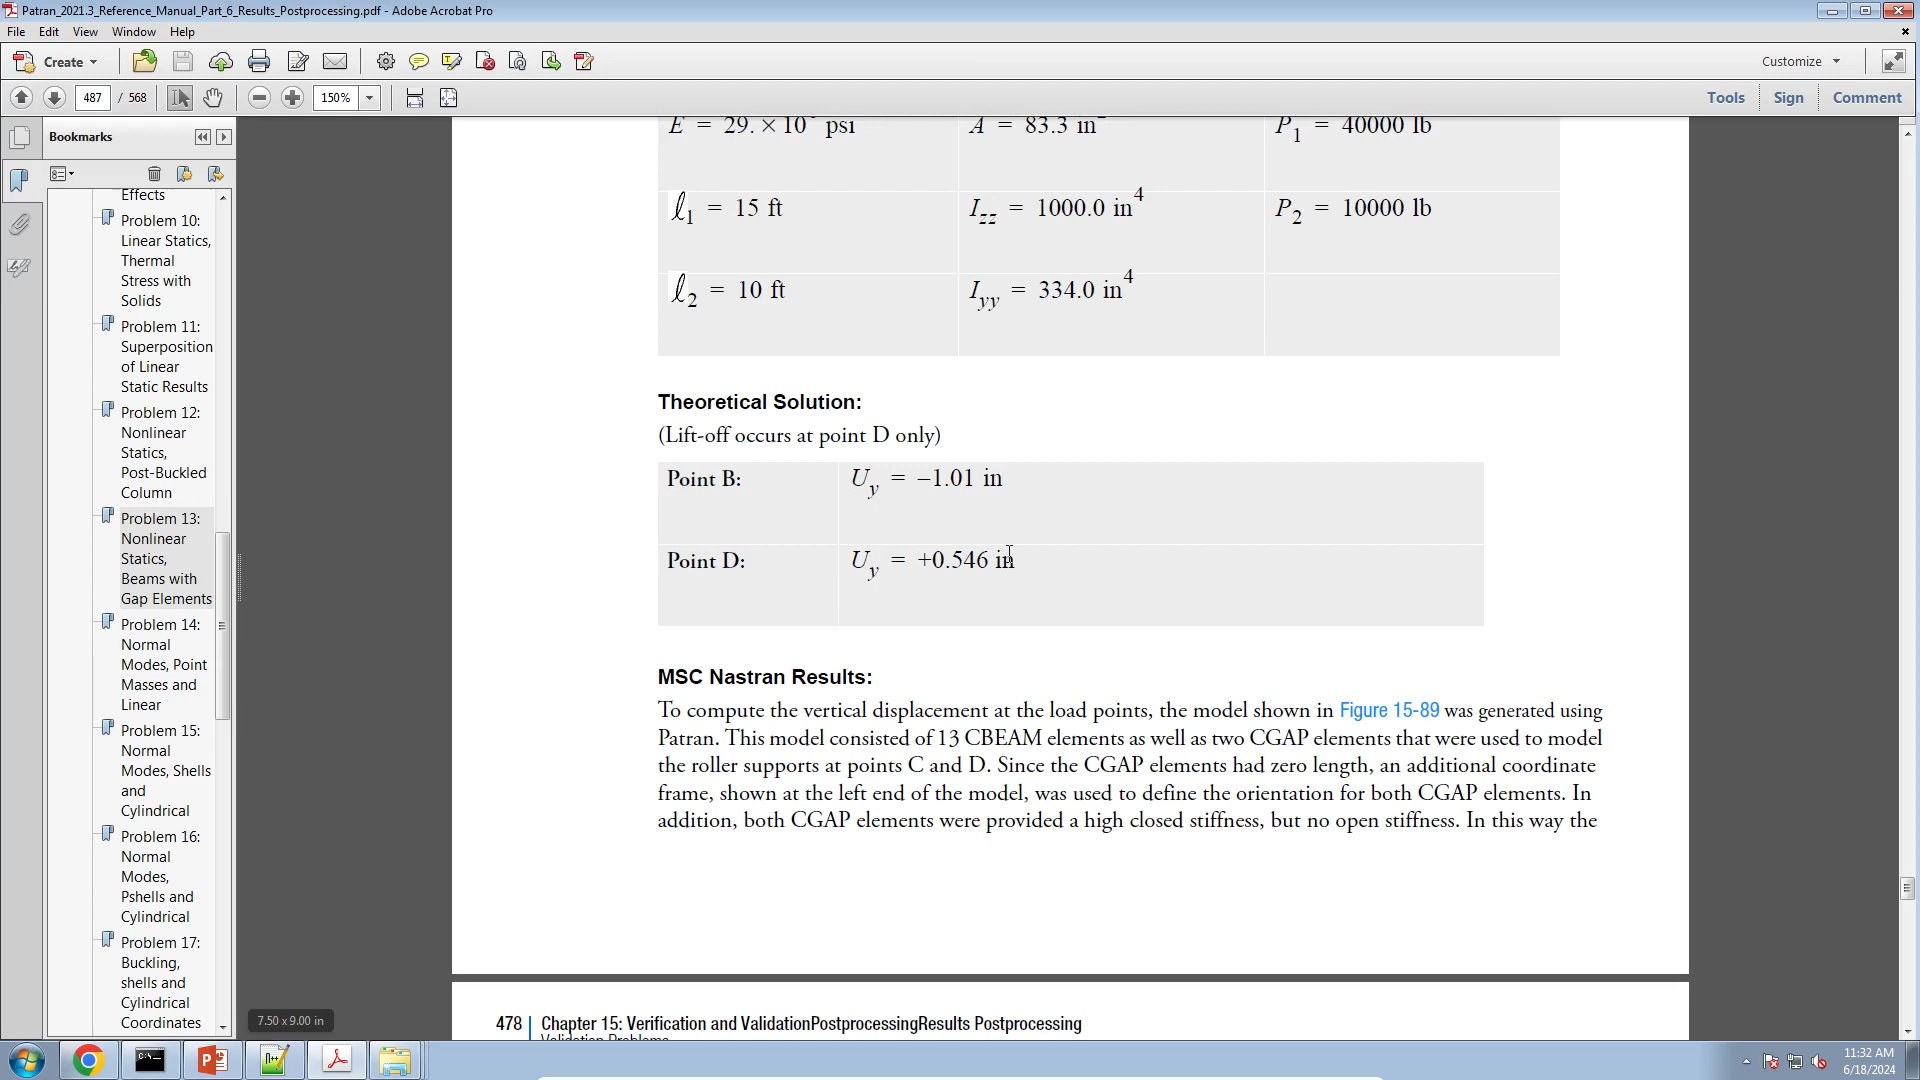 Patran_2021.3_Reference_Manual_Part_6_Results_Postprocessing.pdf - Adobe Acrobat Pro
File Edit View Window Help
Create
Customize
487 / 568
150%
Tools Sign Comment
Bookmarks
Effects
Problem 10:
Linear Statics,
Thermal
Stress with
Solids
Problem 11:
Superposition
of Linear
Static Results
Problem 12:
Nonlinear
Statics,
Post-Buckled
Column
Problem 13:
Nonlinear
Statics,
Beams with
Gap Elements
Problem 14:
Normal
Modes, Point
Masses and
Linear
Problem 15:
Normal
Modes, Shells
and
Cylindrical
Problem 16:
Normal
Modes,
Pshells and
Cylindrical
Problem 17:
Buckling,
shells and
Cylindrical
Coordinates
E = 29. × 10 psi A = 83.3 in P1 = 40000 lb
ℓ1 = 15 ft Izz = 1000.0 in4 P2 = 10000 lb
ℓ2 = 10 ft Iyy = 334.0 in4
Theoretical Solution:
(Lift-off occurs at point D only)
Point B: Uy = –1.01 in
Point D: Uy = +0.546 in
MSC Nastran Results:
To compute the vertical displacement at the load points, the model shown in Figure 15-89 was generated using
Patran. This model consisted of 13 CBEAM elements as well as two CGAP elements that were used to model
the roller supports at points C and D. Since the CGAP elements had zero length, an additional coordinate
frame, shown at the left end of the model, was used to define the orientation for both CGAP elements. In
addition, both CGAP elements were provided a high closed stiffness, but no open stiffness. In this way the
478 Chapter 15: Verification and ValidationPostprocessingResults Postprocessing
Validation Problems
7.50 x 9.00 in
11:32 AM
6/18/2024